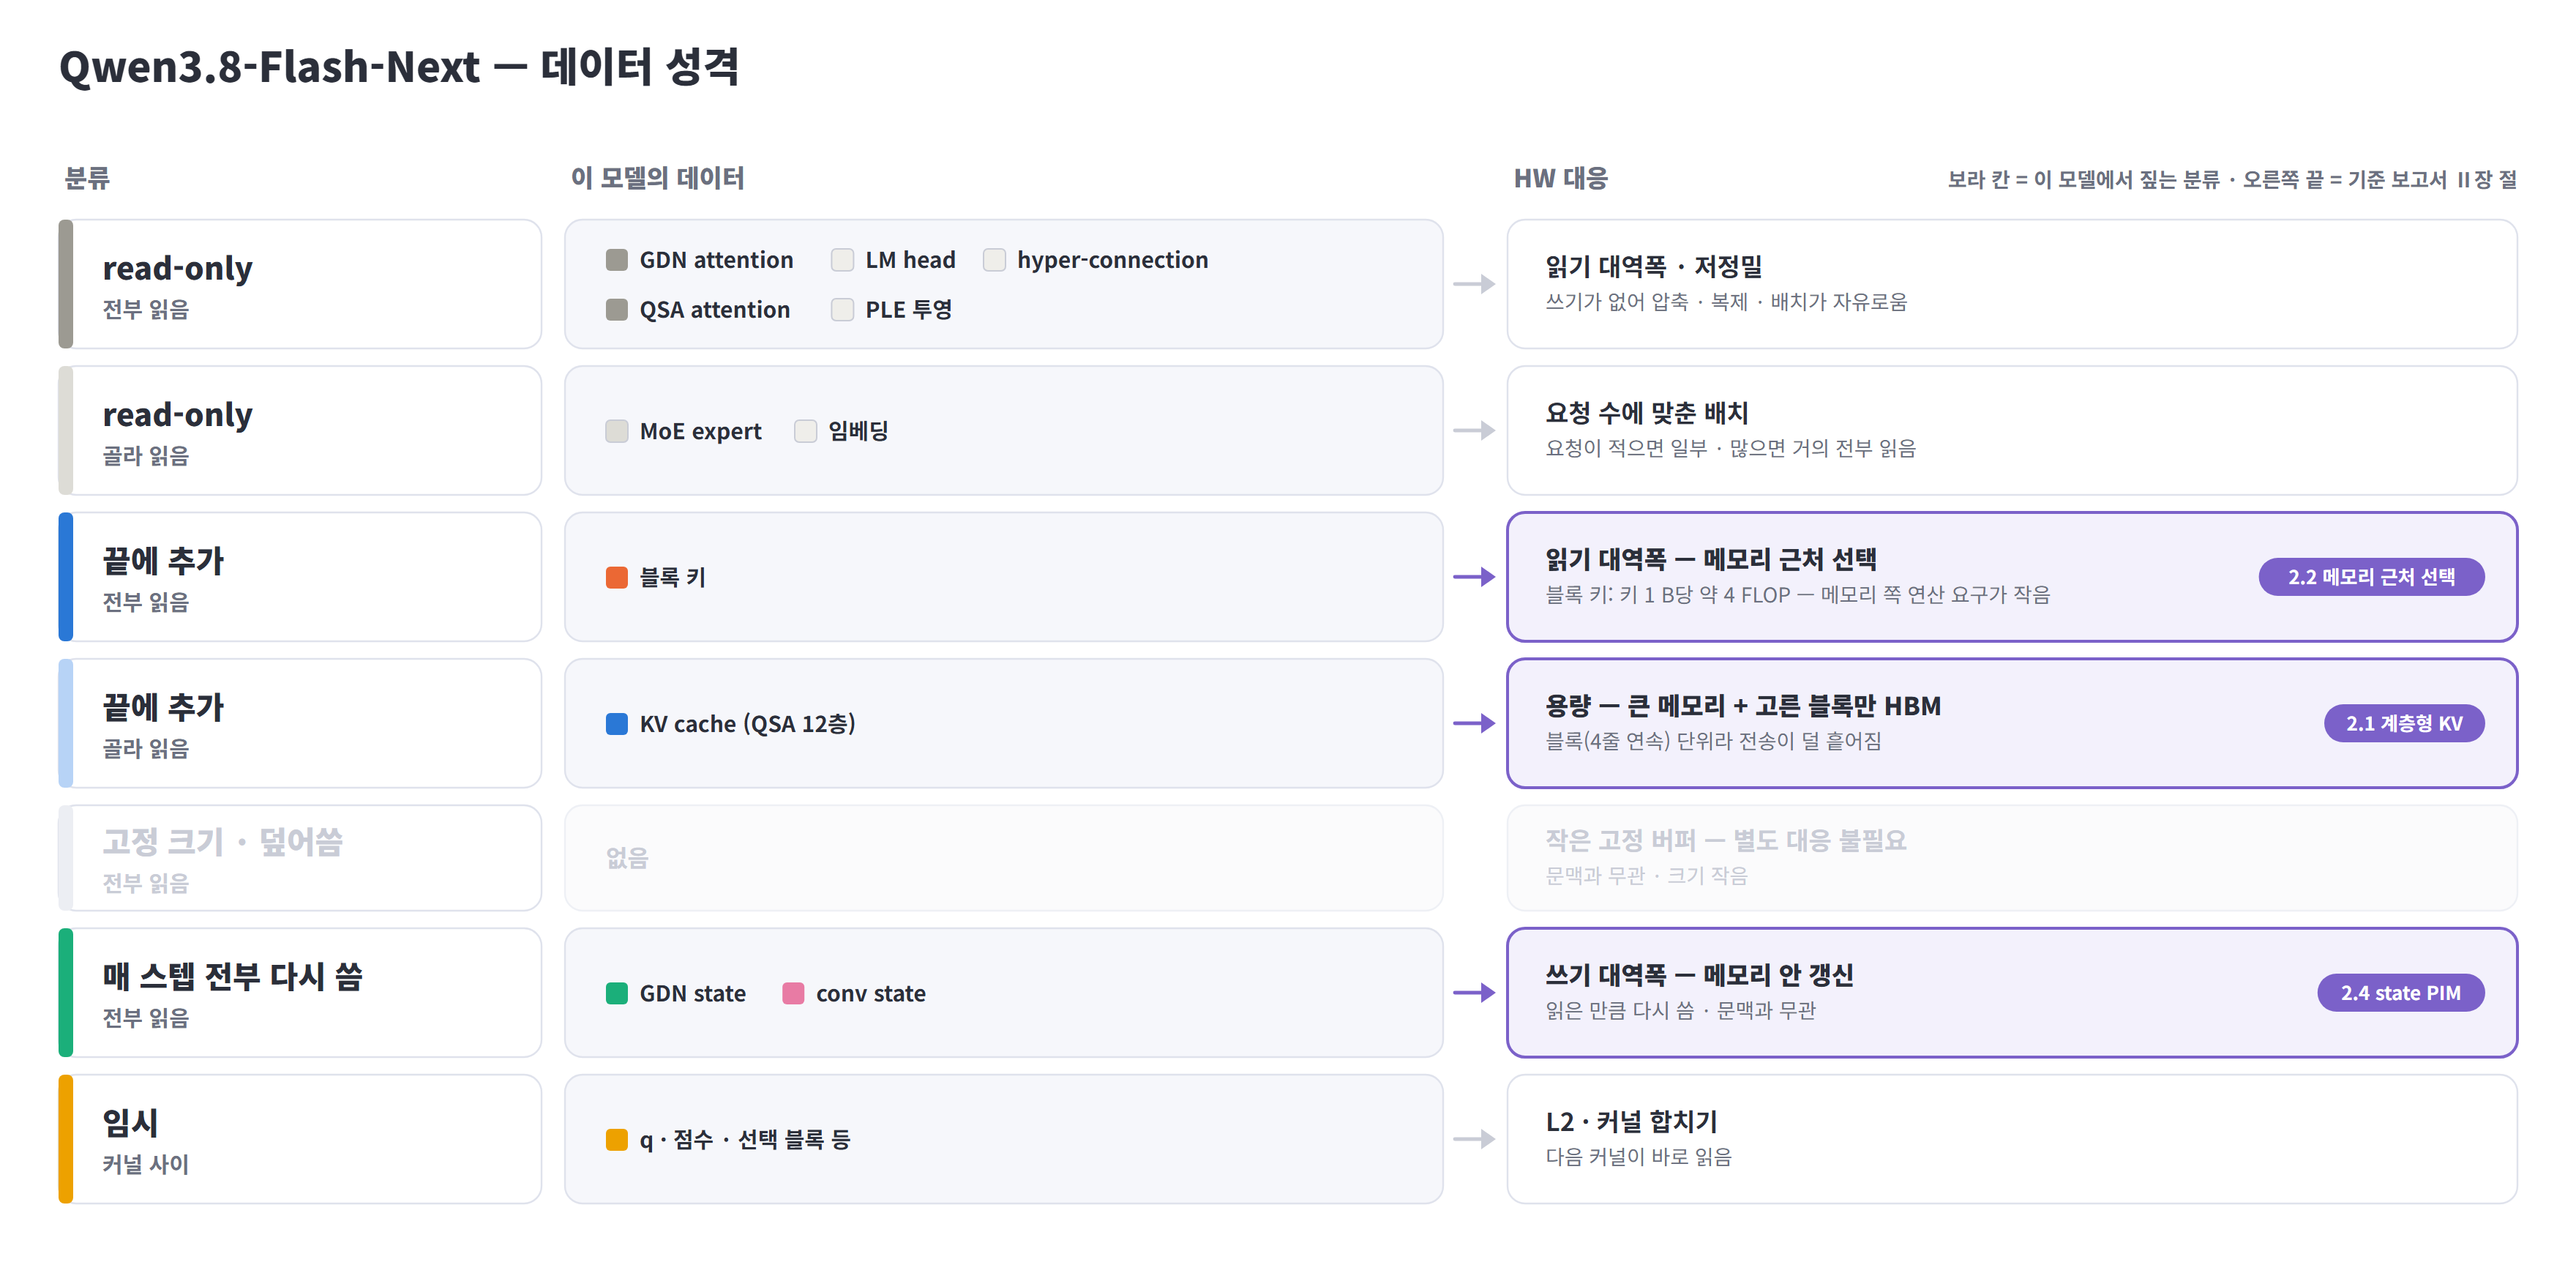 Qwen3.8-Flash-Next — 데이터 성격
분류
이 모델의 데이터
HW 대응
보라 칸 = 이 모델에서 짚는 분류 · 오른쪽 끝 = 기준 보고서 II장 절
read-only
전부 읽음
GDN attention
LM head
hyper-connection
QSA attention
PLE 투영
읽기 대역폭 · 저정밀
쓰기가 없어 압축 · 복제 · 배치가 자유로움
read-only
골라 읽음
MoE expert
임베딩
요청 수에 맞춘 배치
요청이 적으면 일부 · 많으면 거의 전부 읽음
끝에 추가
전부 읽음
블록 키
읽기 대역폭 — 메모리 근처 선택
블록 키: 키 1 B당 약 4 FLOP — 메모리 쪽 연산 요구가 작음
2.2 메모리 근처 선택
끝에 추가
골라 읽음
KV cache (QSA 12층)
용량 — 큰 메모리 + 고른 블록만 HBM
블록(4줄 연속) 단위라 전송이 덜 흩어짐
2.1 계층형 KV
고정 크기 · 덮어씀
전부 읽음
없음
작은 고정 버퍼 — 별도 대응 불필요
문맥과 무관 · 크기 작음
매 스텝 전부 다시 씀
전부 읽음
GDN state
conv state
쓰기 대역폭 — 메모리 안 갱신
읽은 만큼 다시 씀 · 문맥과 무관
2.4 state PIM
임시
커널 사이
q · 점수 · 선택 블록 등
L2 · 커널 합치기
다음 커널이 바로 읽음